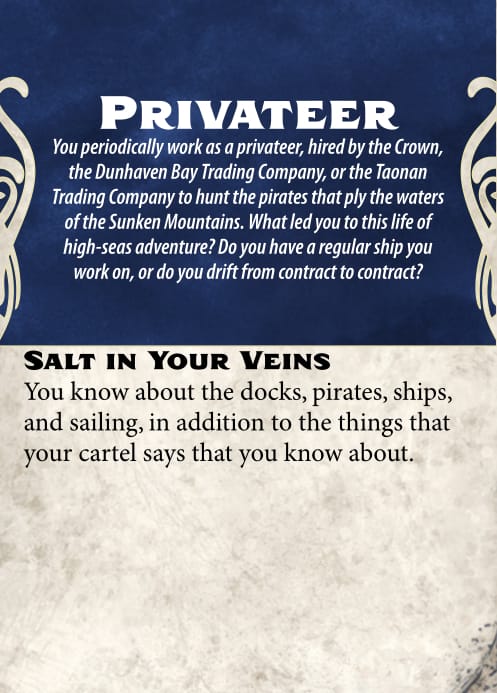 Privateer
You periodically work as a privateer, hired by the Crown,
the Dunhaven Bay Trading Company, or the Taonan
Trading Company to hunt the pirates that ply the waters
of the Sunken Mountains. What led you to this life of
high-seas adventure? Do you have a regular ship you
work on, or do you drift from contract to contract?
Salt in Your Veins
You know about the docks, pirates, ships,
and sailing, in addition to the things that
your cartel says that you know about.